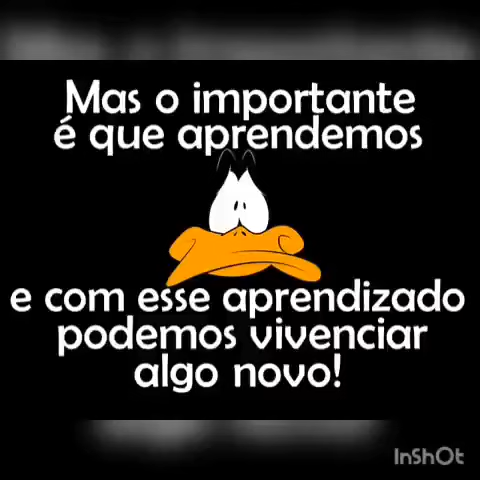 Mas o importante
é que aprendemos
e com esse aprendizado
podemos vivenciar
algo novo!
InShOt